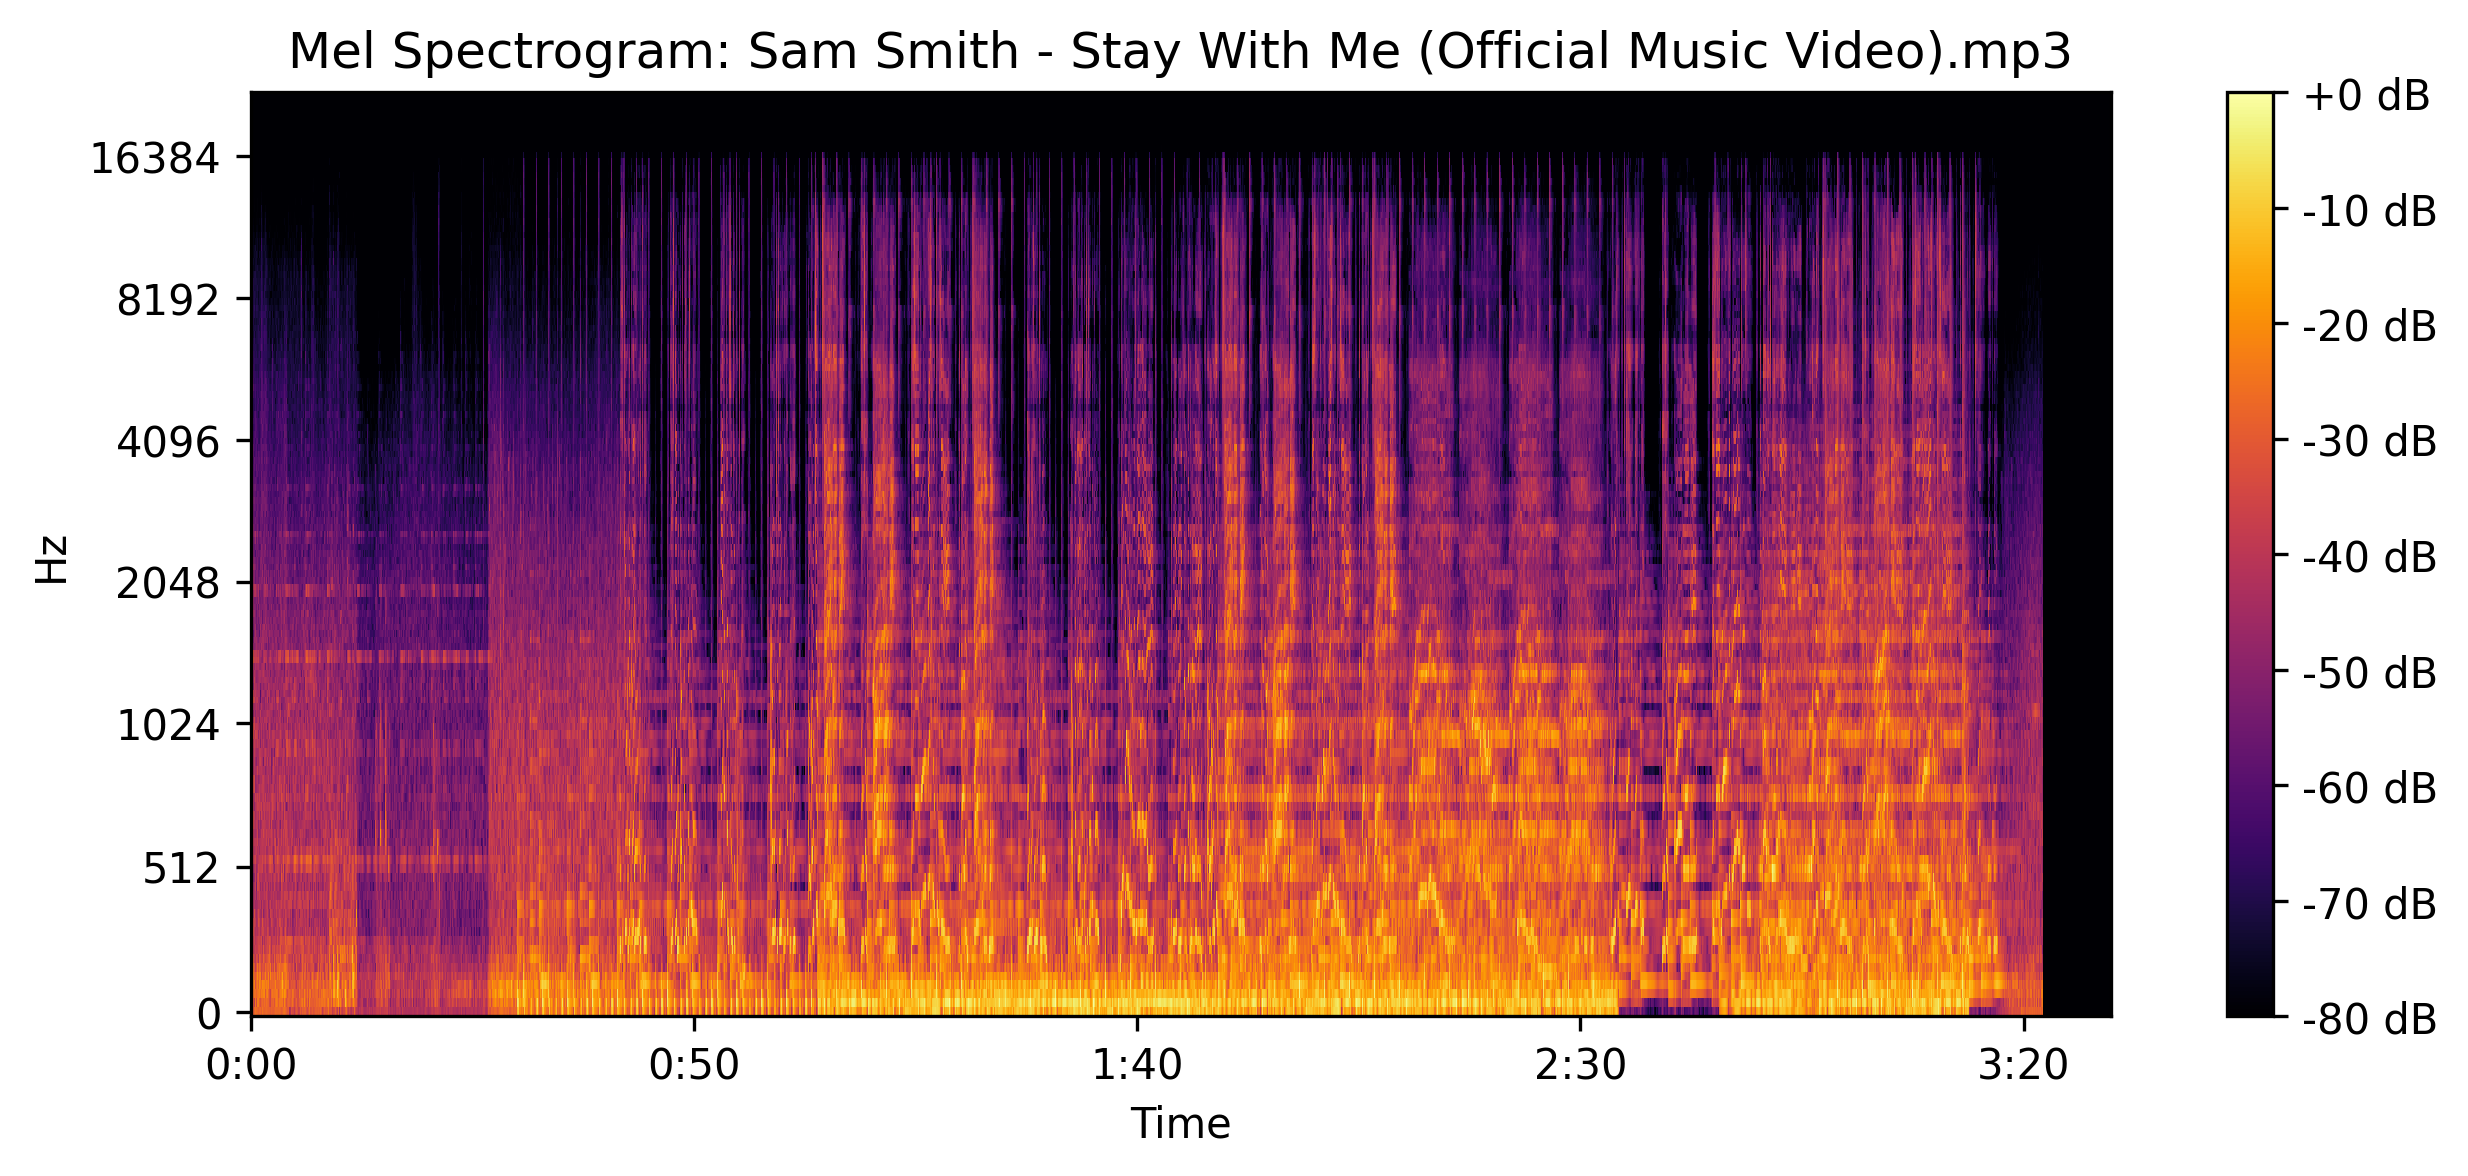 Mel Spectrogram: Sam Smith - Stay With Me (Official Music Video).mp3
16384
8192
4096
2048
1024
512
0
Hz
0:00 0:50 1:40 2:30 3:20
Time
+0 dB
-10 dB
-20 dB
-30 dB
-40 dB
-50 dB
-60 dB
-70 dB
-80 dB